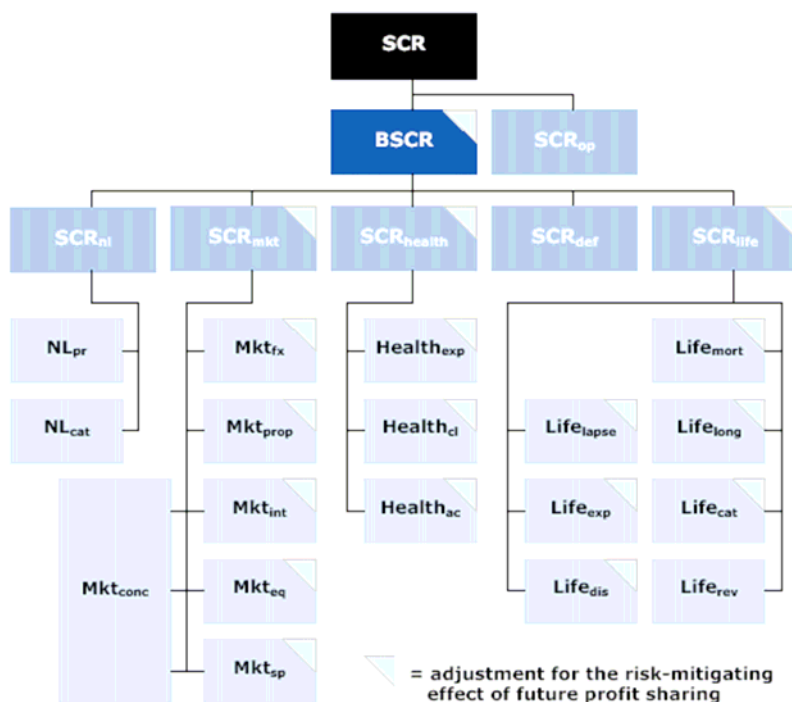 SCR
BSCR
SCRop
SCRnl
SCRmkt
SCRhealth
SCRdef
SCRlife
NLpr
Mktfx
Healthexp
Lifemort
NLcat
Mktprop
Healthcl
Lifelapse
Lifelong
Mktint
Healthac
Lifeexp
Lifecat
Mktconc
Mkteq
Lifedis
Liferev
Mktsp
= adjustment for the risk-mitigating
effect of future profit sharing